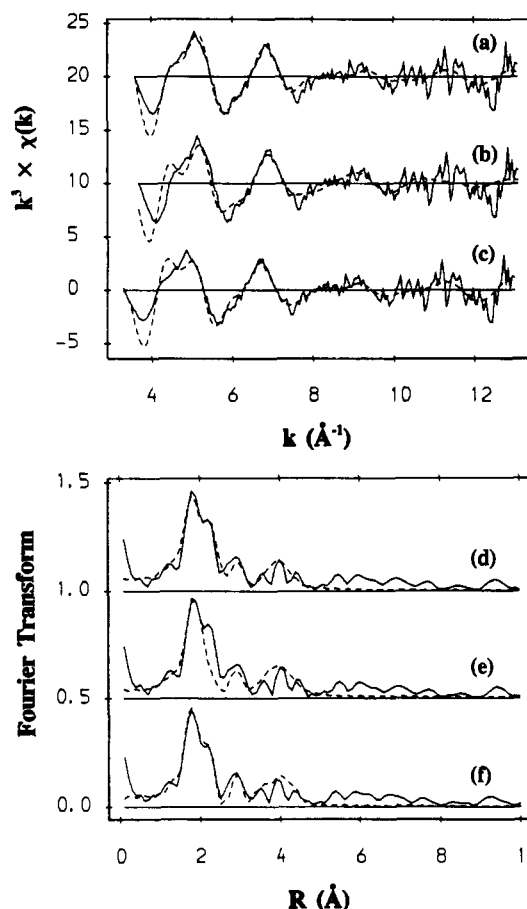 25
20
15
10
5
0
-5
k³ × χ(k)
(a)
(b)
(c)
4 6 8 10 12
k (Å⁻¹)
1.5
1.0
0.5
0.0
Fourier Transform
(d)
(e)
(f)
0 2 4 6 8 1
R (Å)